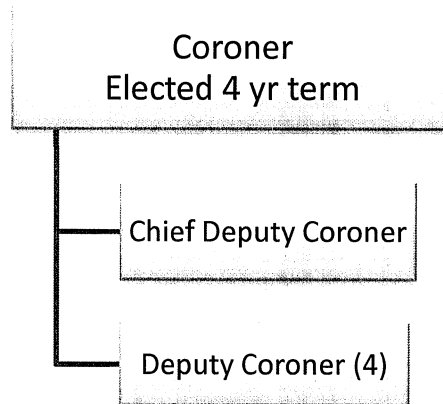 Coroner
Elected 4 yr term
Chief Deputy Coroner
Deputy Coroner (4)